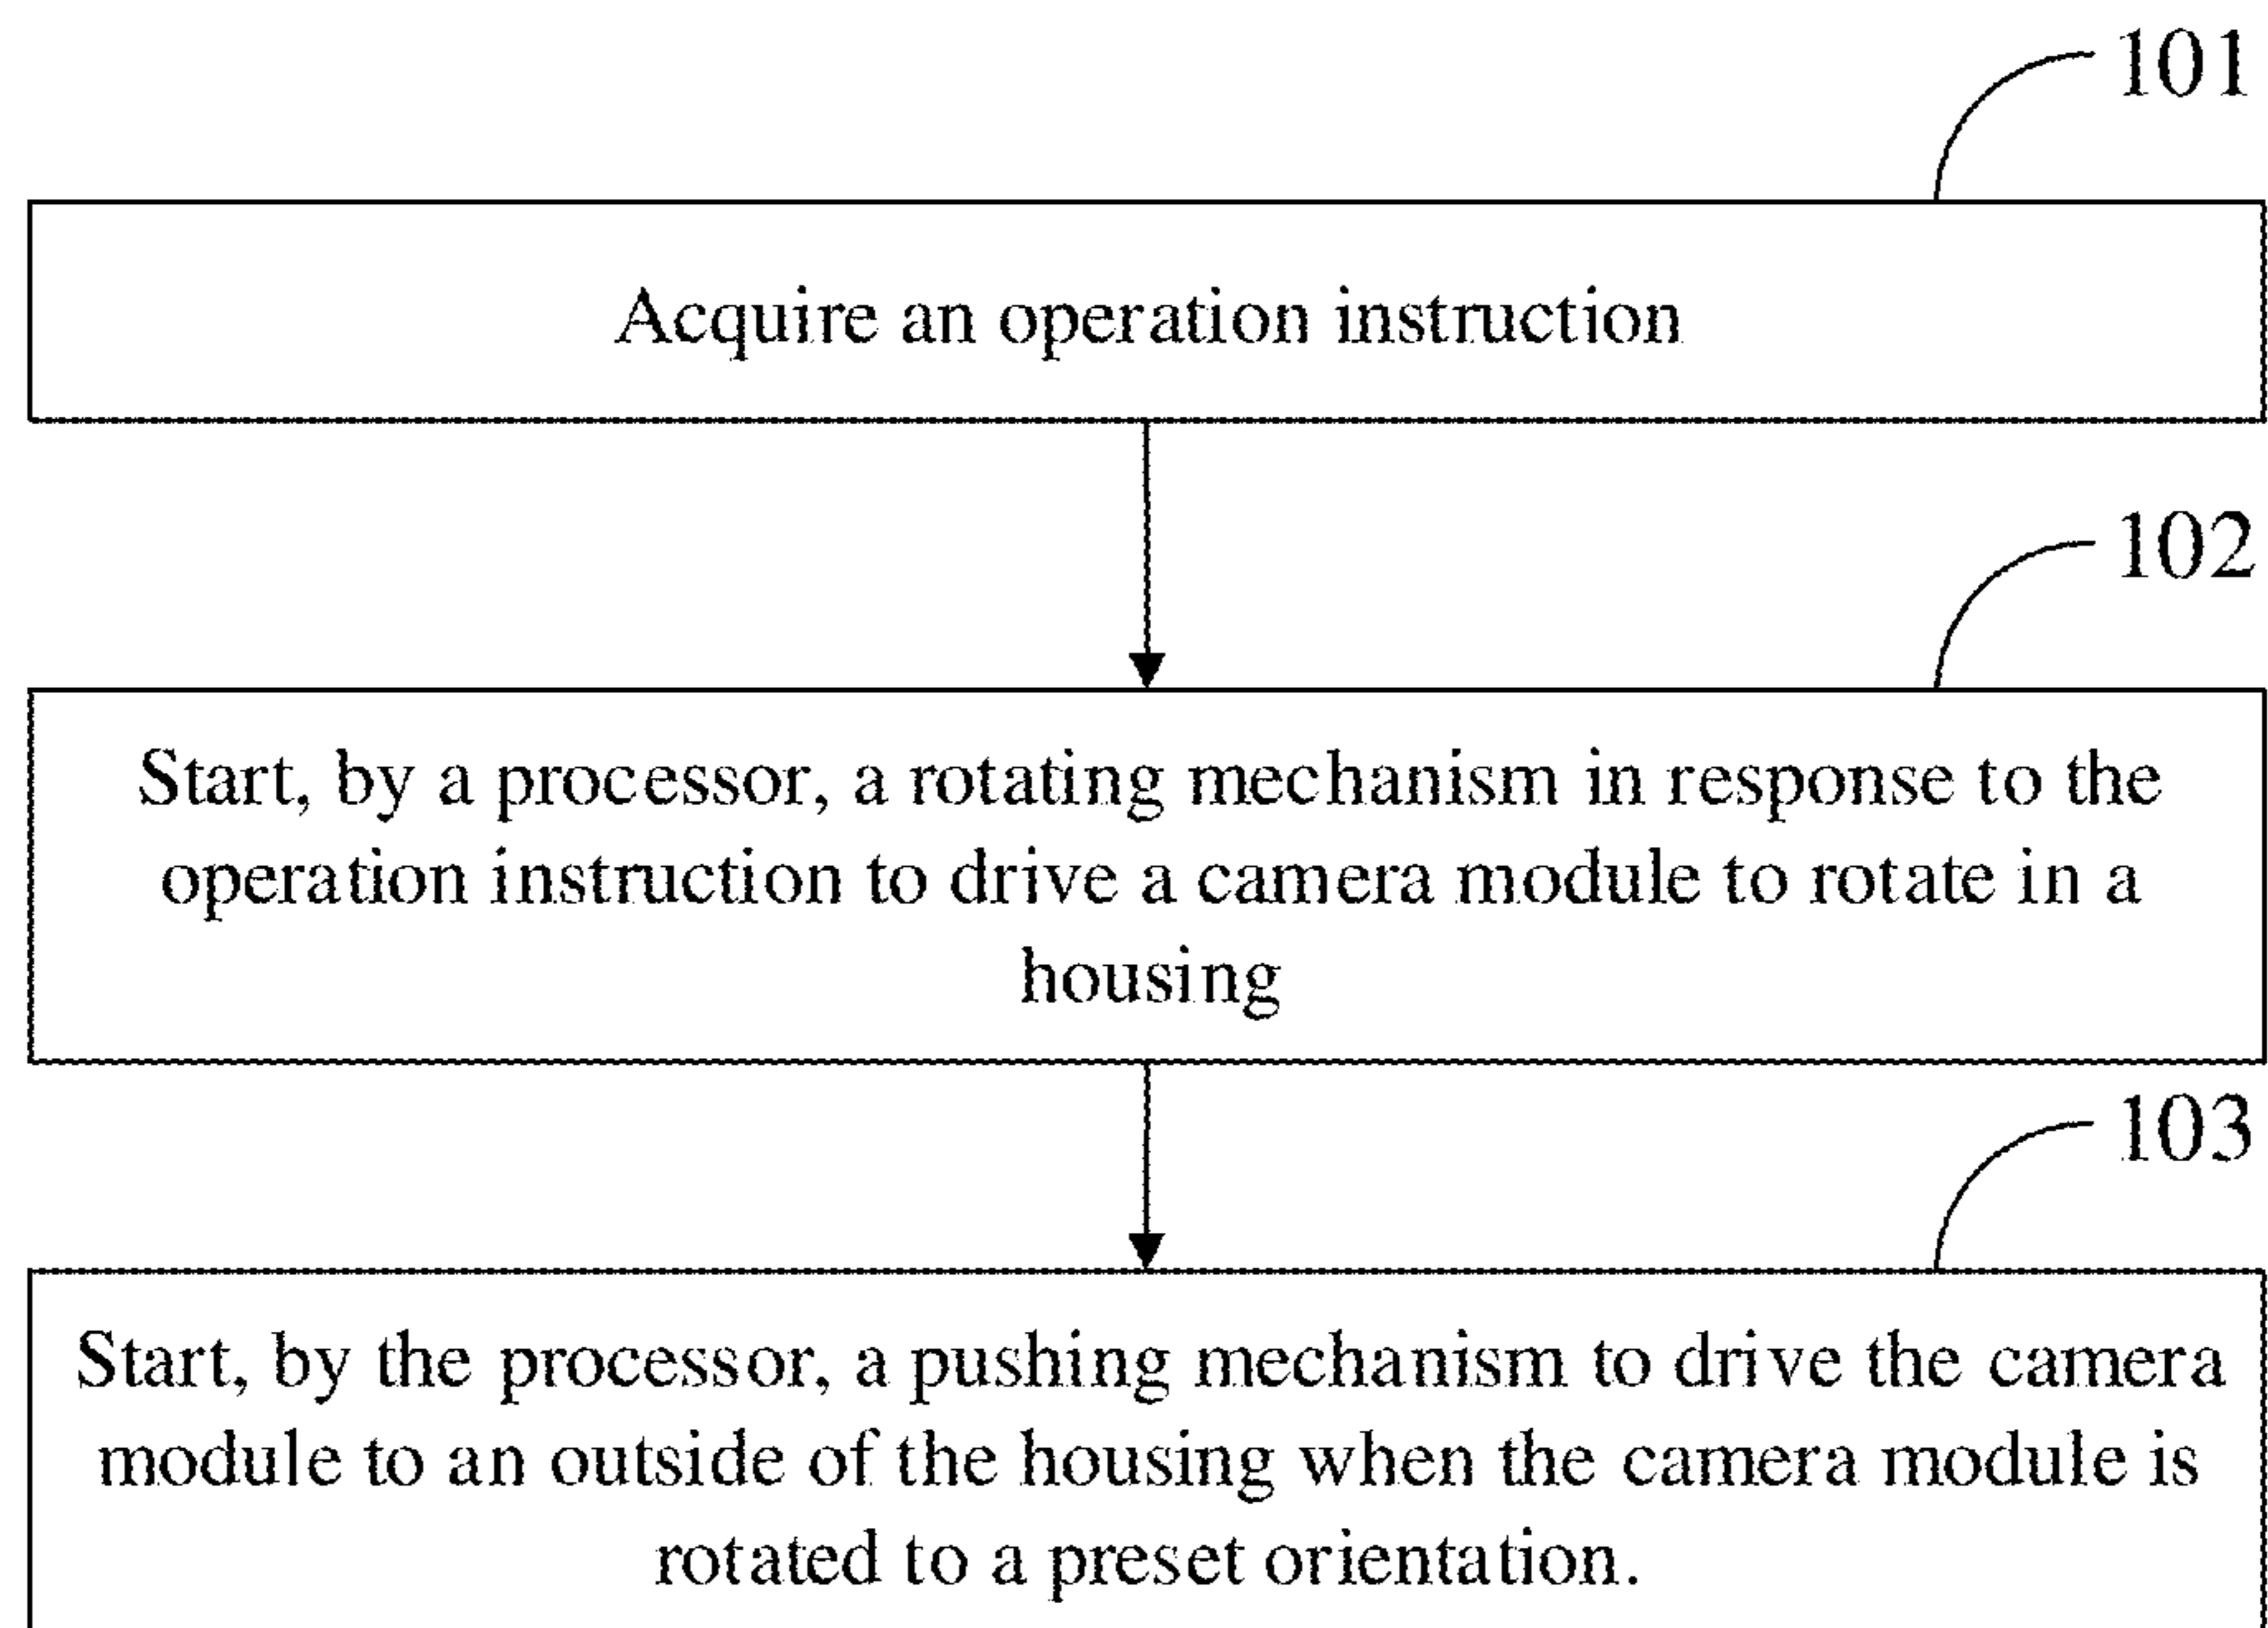 101
Acquire an operation instruction
102
Start, by a processor, a rotating mechanism in response to the
operation instruction to drive a camera module to rotate in a
housing
103
Start, by the processor, a pushing mechanism to drive the camera
module to an outside of the housing when the camera module is
rotated to a preset orientation.